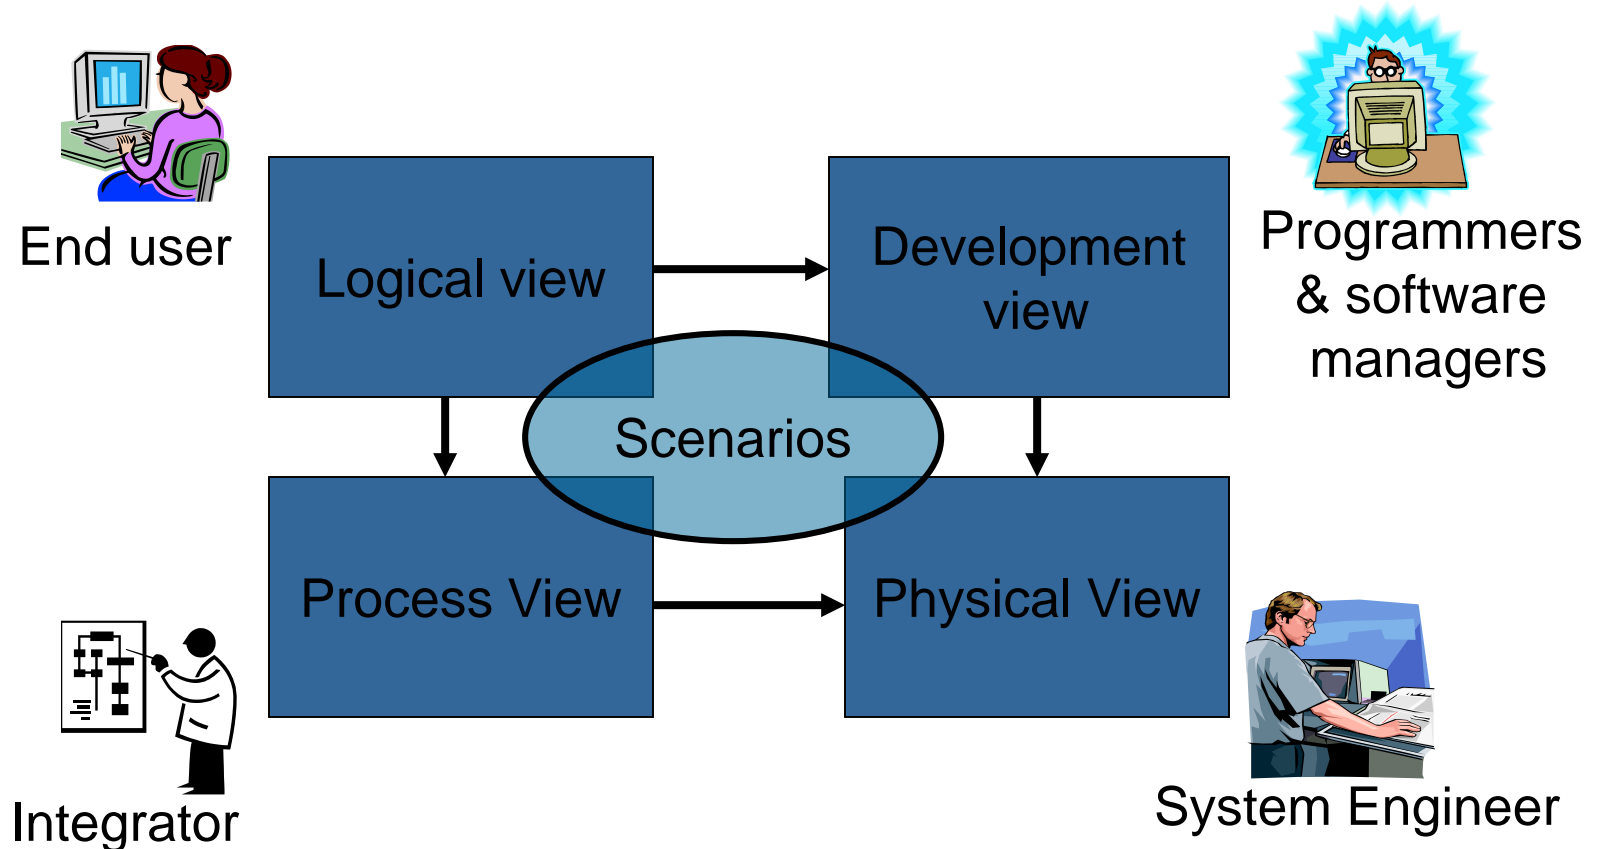 End user
Logical view
Development
view
Programmers
& software
managers
Scenarios
Process View
Physical View
Integrator
System Engineer